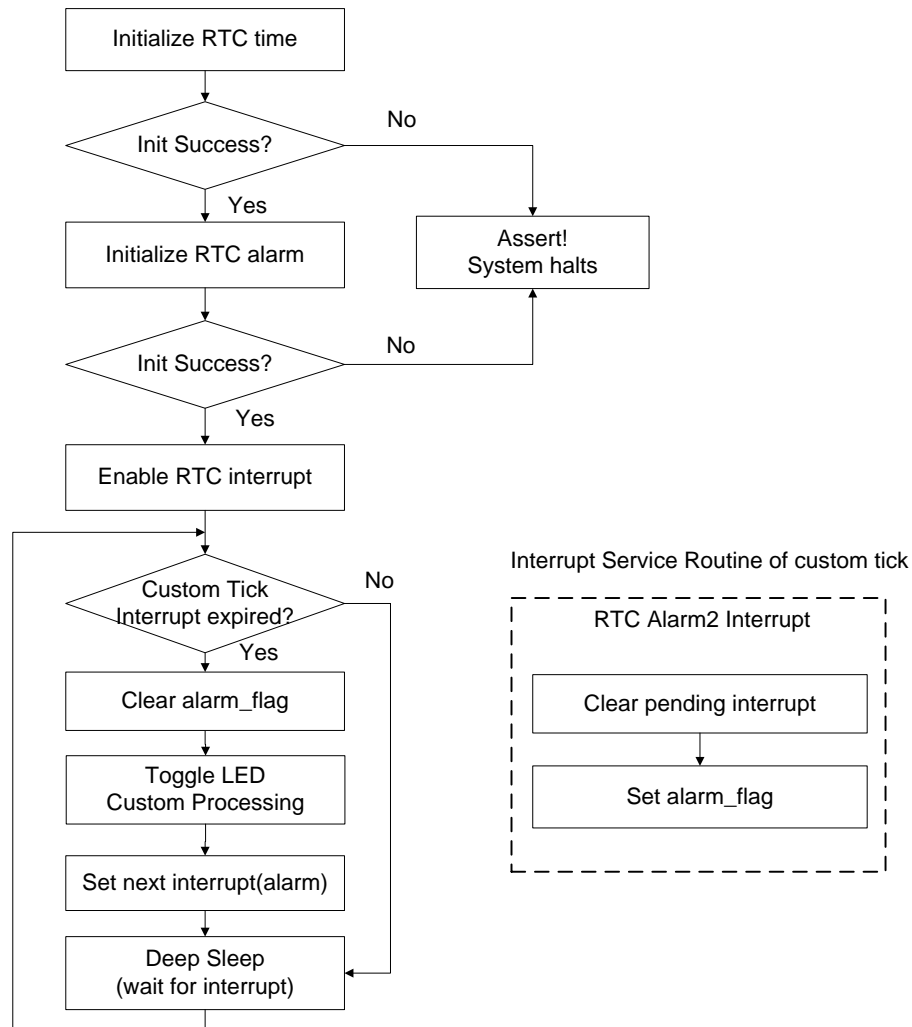 Initialize RTC time
Init Success?
No
Yes
Initialize RTC alarm
Assert!
System halts
Init Success?
No
Yes
Enable RTC interrupt
Custom Tick
Interrupt expired?
No
Yes
Clear alarm_flag
Toggle LED
Custom Processing
Set next interrupt(alarm)
Deep Sleep
(wait for interrupt)
Interrupt Service Routine of custom tick
RTC Alarm2 Interrupt
Clear pending interrupt
Set alarm_flag